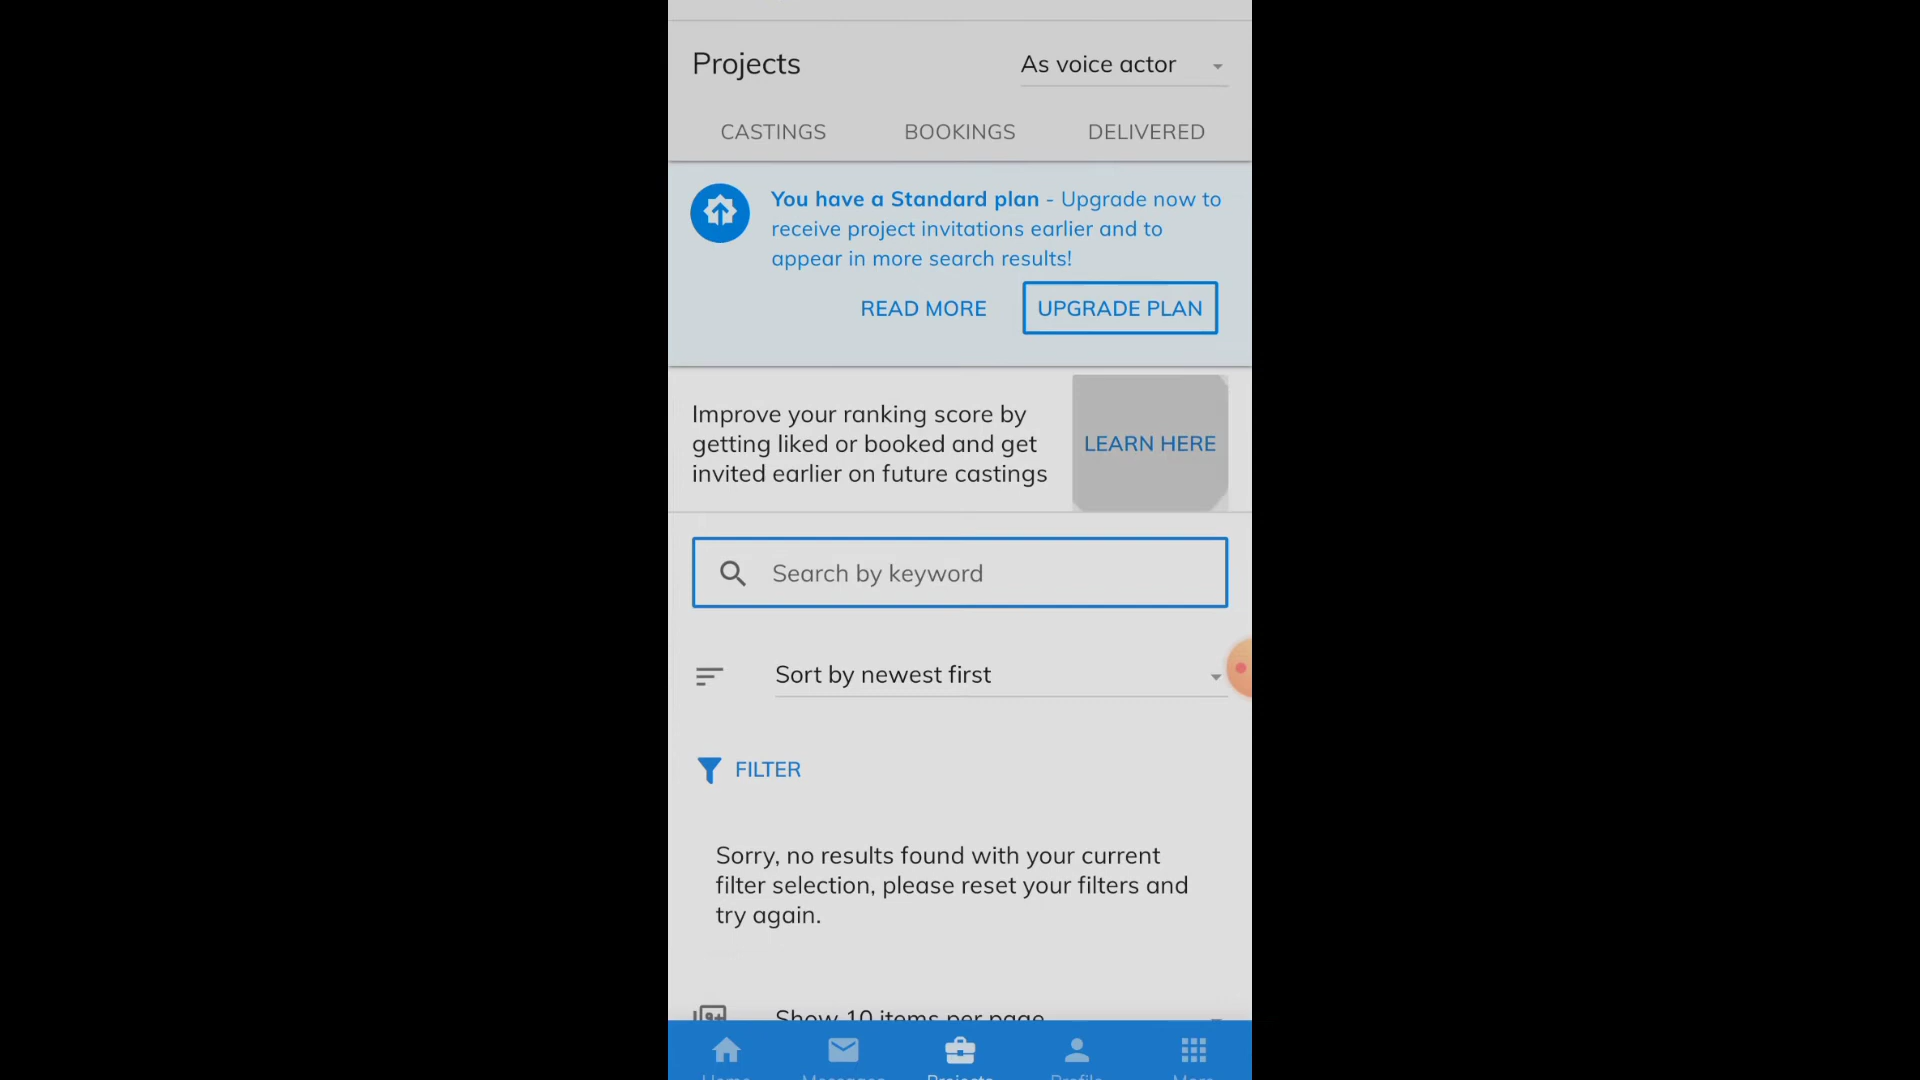 Projects
As voice actor
CASTINGS
BOOKINGS
DELIVERED
You have a Standard plan - Upgrade now to
receive project invitations earlier and to
appear in more search results!
READ MORE
UPGRADE PLAN
Improve your ranking score by
getting liked or booked and get
invited earlier on future castings
LEARN HERE
Search by keyword
Sort by newest first
FILTER
Sorry, no results found with your current
filter selection, please reset your filters and
try again.
Show 10 items per page
Home
Messages
Projects
Profile
More